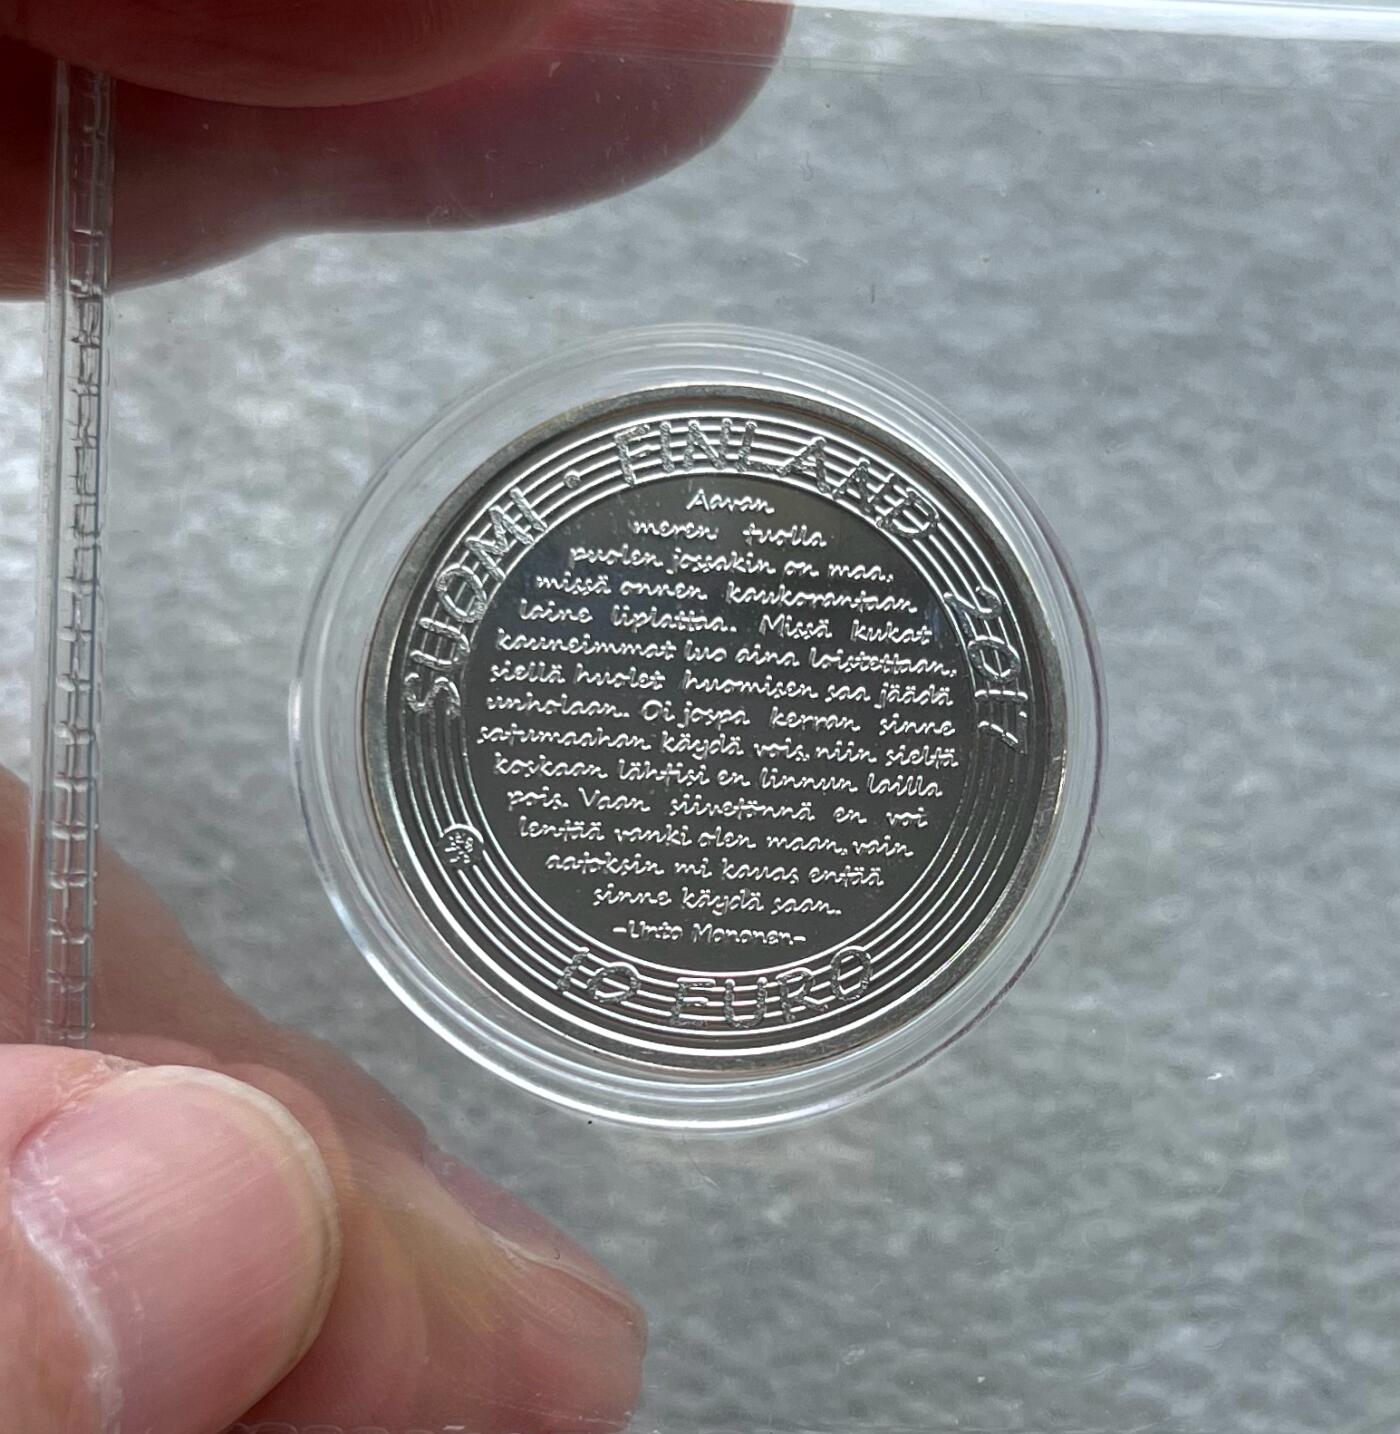 SUOMI · FINLAND 2017
Aavan
meren tuolla
puolen jossakin on maa,
missä onnen kaukorantaan
laine liplattaa. Missä kukat
kauneimmat luo aina loistettaan,
siellä huolet huomisen saa jäädä
unholaan. Oi jospa kerran sinne
satumaahan käydä vois, niin sieltä
koskaan lähtisi en linnun lailla
pois. Vaan siivetönnä en voi
lentää vanki olen maan, vain
aatoksin mi kauas entää
sinne käydä saan.
-Unto Mononen-
10 EURO